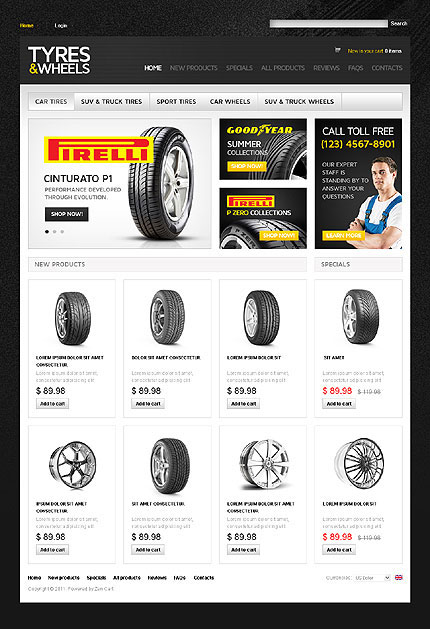 Home Login Search
TYRES
&WHEELS
Now in your cart 0 items
HOME NEW PRODUCTS SPECIALS ALL PRODUCTS REVIEWS FAQS CONTACTS
CAR TIRES SUV & TRUCK TIRES SPORT TIRES CAR WHEELS SUV & TRUCK WHEELS
PIRELLI
CINTURATO P1
PERFORMANCE DEVELOPED
THROUGH EVOLUTION.
SHOP NOW!
GOODYEAR
SUMMER
COLLECTIONS
SHOP NOW!
PIRELLI
P ZERO COLLECTIONS
SHOP NOW!
CALL TOLL FREE
(123) 4567-8901
OUR EXPERT
STAFF IS
STANDING BY TO
ANSWER YOUR
QUESTIONS
LEARN MORE
NEW PRODUCTS
SPECIALS
LOREM IPSUM DOLOR SIT AMET
CONSECTETUR.
Lorem ipsum dolor sit amet,
consectetur adipiscing elit
$ 89.98
Add to cart
DOLOR SIT AMET CONSECTETUR.
Lorem ipsum dolor sit amet,
consectetur adipiscing elit
$ 89.98
Add to cart
LOREM IPSUM DOLOR SIT
Lorem ipsum dolor sit amet,
consectetur adipiscing elit
$ 89.98
Add to cart
SIT AMET
Lorem ipsum dolor sit amet,
consectetur adipiscing elit
$ 89.98 $ 119.98
Add to cart
IPSUM DOLOR SIT AMET
CONSECTETUR.
Lorem ipsum dolor sit amet,
consectetur adipiscing elit
$ 89.98
Add to cart
SIT AMET CONSECTETUR.
Lorem ipsum dolor sit amet,
consectetur adipiscing elit
$ 89.98
Add to cart
LOREM IPSUM DOLOR SIT AMET
Lorem ipsum dolor sit amet,
consectetur adipiscing elit
$ 89.98
Add to cart
LOREM IPSUM DOLOR SIT
Lorem ipsum dolor sit amet,
consectetur adipiscing elit
$ 89.98 $ 119.98
Add to cart
Home New products Specials All products Reviews FAQs Contacts
Currencies: US Dollar
Copyright © 2011. Powered by Zen Cart